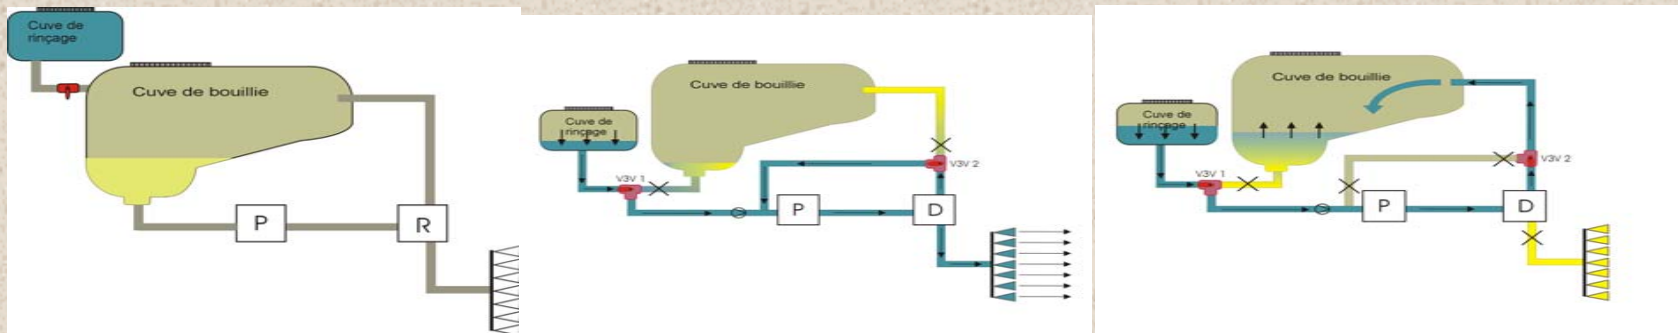 Cuve de
rinçage
Cuve de bouillie
P
R
Cuve de bouillie
Cuve de
rinçage
V3V 2
V3V 1
P
D
Cuve de bouillie
Cuve de
rinçage
V3V 2
V3V 1
P
D